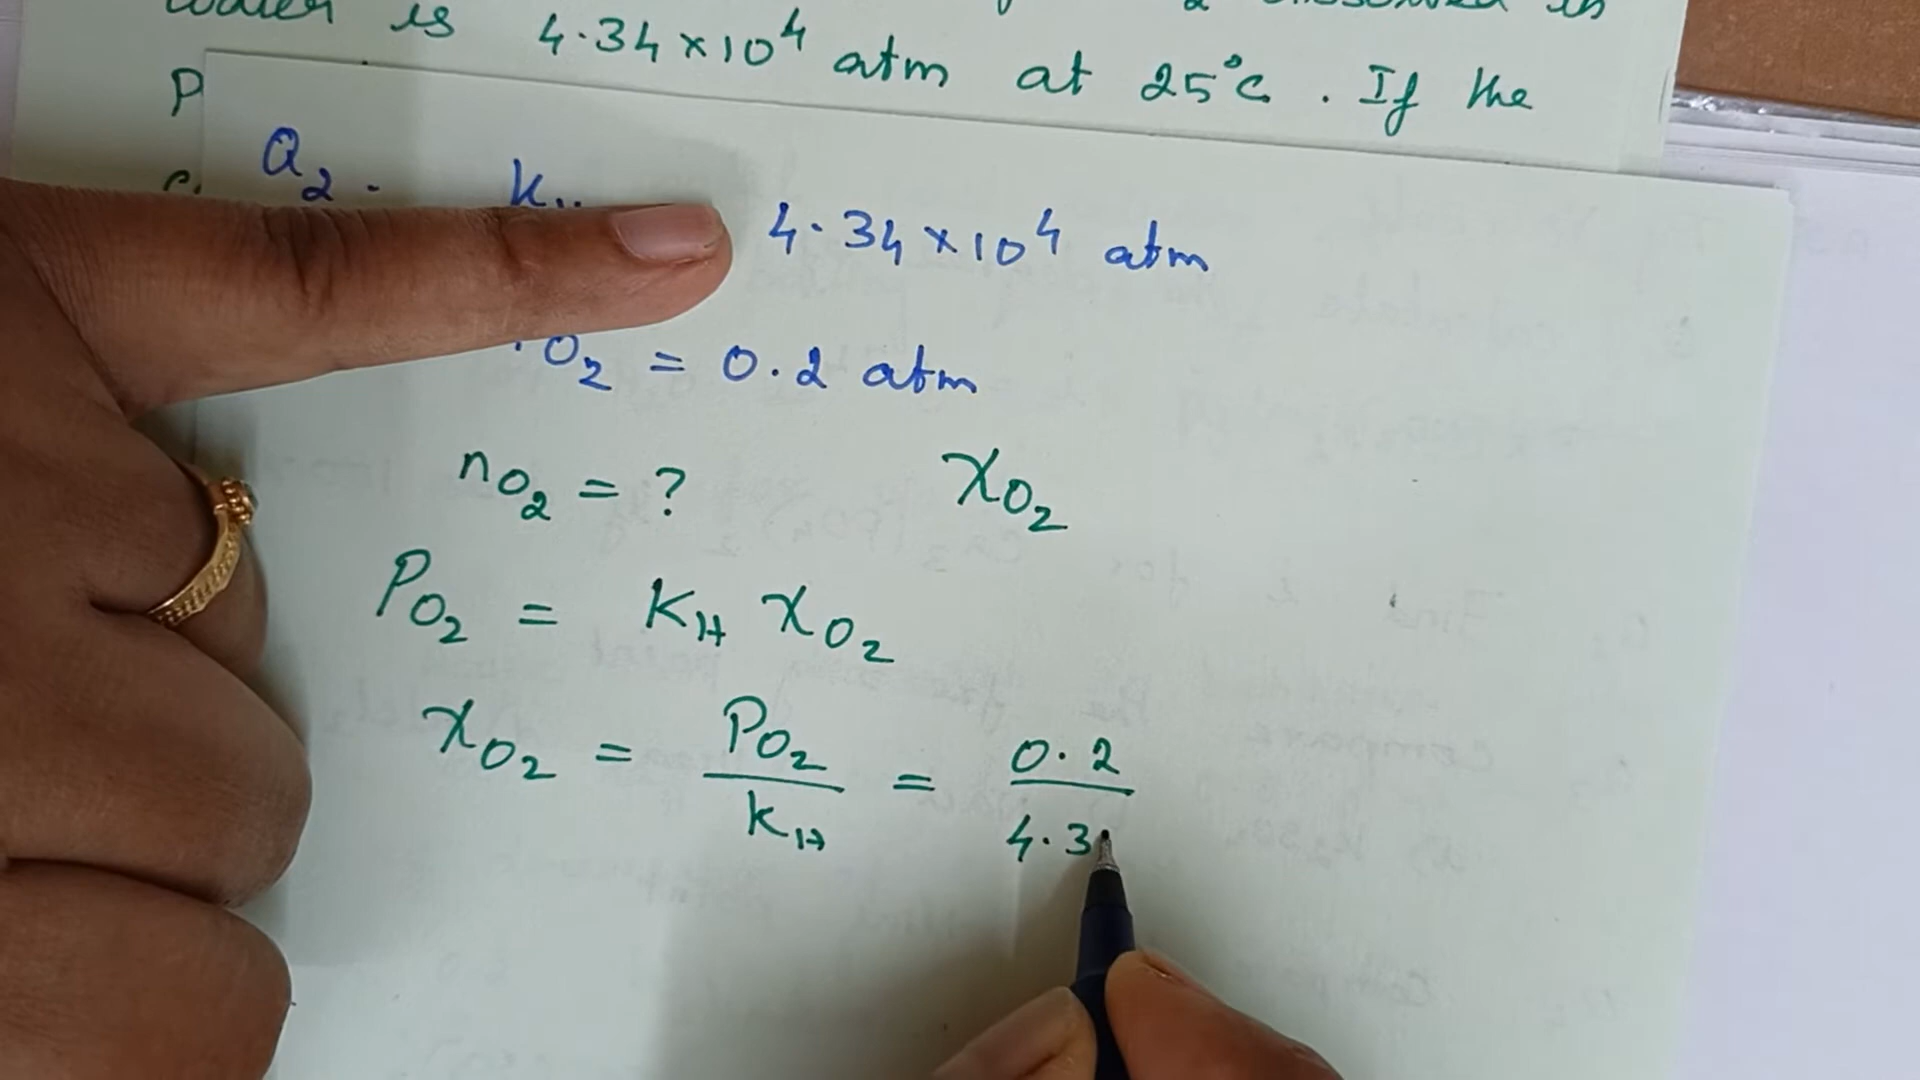 is 4.34 × 10⁴ atm at 25°C. If the
P
Q2. K 4.34 × 10⁴ atm
O₂ = 0.2 atm
nO₂ = ? XO₂
PO₂ = KH XO₂
XO₂ = PO₂ / KH = 0.2 / 4.3